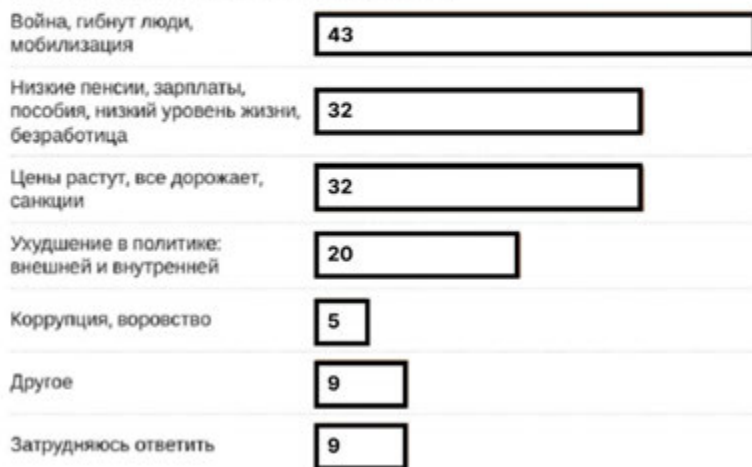 Война, гибнут люди,
мобилизация
43
Низкие пенсии, зарплаты,
пособия, низкий уровень жизни,
безработица
32
Цены растут, все дорожает,
санкции
32
Ухудшение в политике:
внешней и внутренней
20
Коррупция, воровство
5
Другое
9
Затрудняюсь ответить
9